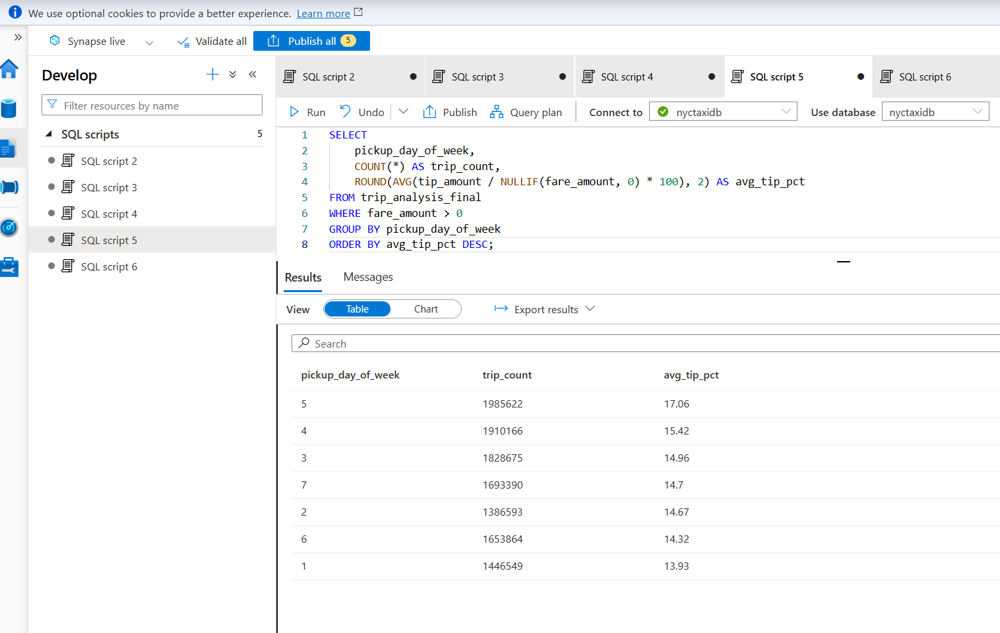 We use optional cookies to provide a better experience. Learn more
Synapse live
Validate all
Publish all 5
Develop
Filter resources by name
SQL scripts 5
SQL script 2
SQL script 3
SQL script 4
SQL script 5
SQL script 6
SQL script 2 SQL script 3 SQL script 4 SQL script 5 SQL script 6
Run Undo Publish Query plan Connect to nyctaxidb Use database nyctaxidb
1 SELECT
2 pickup_day_of_week,
3 COUNT(*) AS trip_count,
4 ROUND(AVG(tip_amount / NULLIF(fare_amount, 0) * 100), 2) AS avg_tip_pct
5 FROM trip_analysis_final
6 WHERE fare_amount > 0
7 GROUP BY pickup_day_of_week
8 ORDER BY avg_tip_pct DESC;
Results Messages
View Table Chart Export results
Search
pickup_day_of_week trip_count avg_tip_pct
5 1985622 17.06
4 1910166 15.42
3 1828675 14.96
7 1693390 14.7
2 1386593 14.67
6 1653864 14.32
1 1446549 13.93